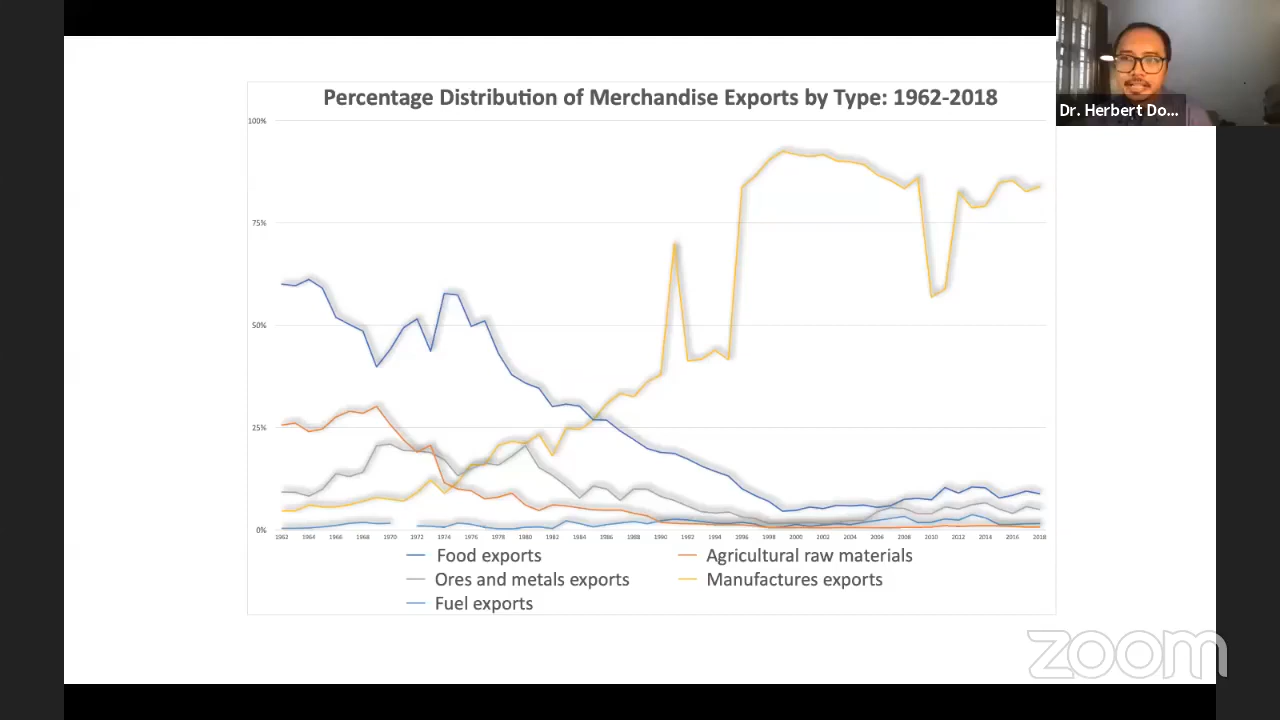 Percentage Distribution of Merchandise Exports by Type: 1962-2018
Dr. Herbert Do...
100%
75%
50%
25%
0%
1962 1964 1966 1968 1970 1972 1974 1976 1978 1980 1982 1984 1986 1988 1990 1992 1994 1996 1998 2000 2002 2004 2006 2008 2010 2012 2014 2016 2018
Food exports
Agricultural raw materials
Ores and metals exports
Manufactures exports
Fuel exports
zoom